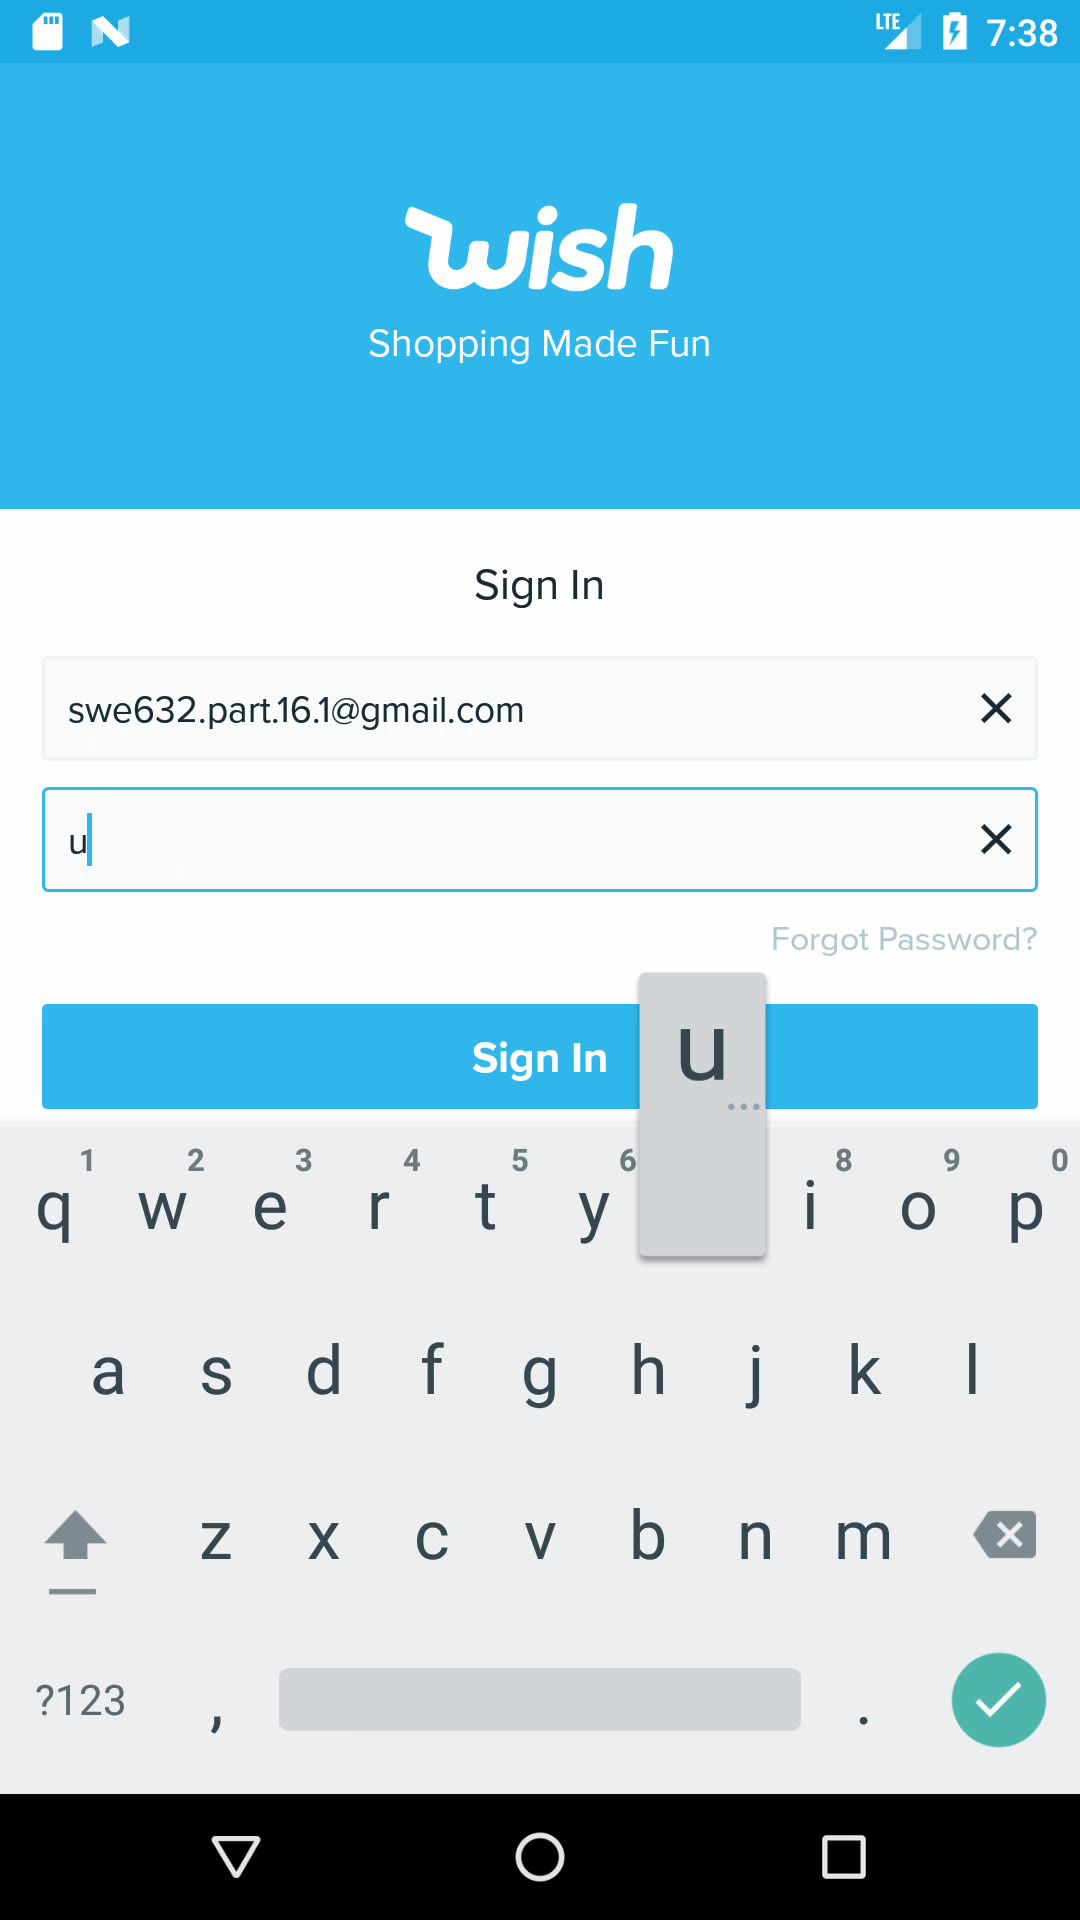 LTE 7:38
wish
Shopping Made Fun
Sign In
swe632.part.16.1@gmail.com
u
Forgot Password?
Sign In
u
...
1 2 3 4 5 6 8 9 0
q w e r t y i o p
a s d f g h j k l
z x c v b n m
?123 , .